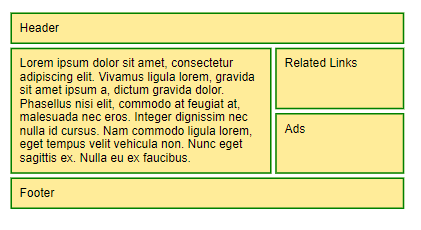 Header
Lorem ipsum dolor sit amet, consectetur
adipiscing elit. Vivamus ligula lorem, gravida
sit amet ipsum a, dictum gravida dolor.
Phasellus nisi elit, commodo at feugiat at,
malesuada nec eros. Integer dignissim nec
nulla id cursus. Nam commodo ligula lorem,
eget tempus velit vehicula non. Nunc eget
sagittis ex. Nulla eu ex faucibus.
Related Links
Ads
Footer